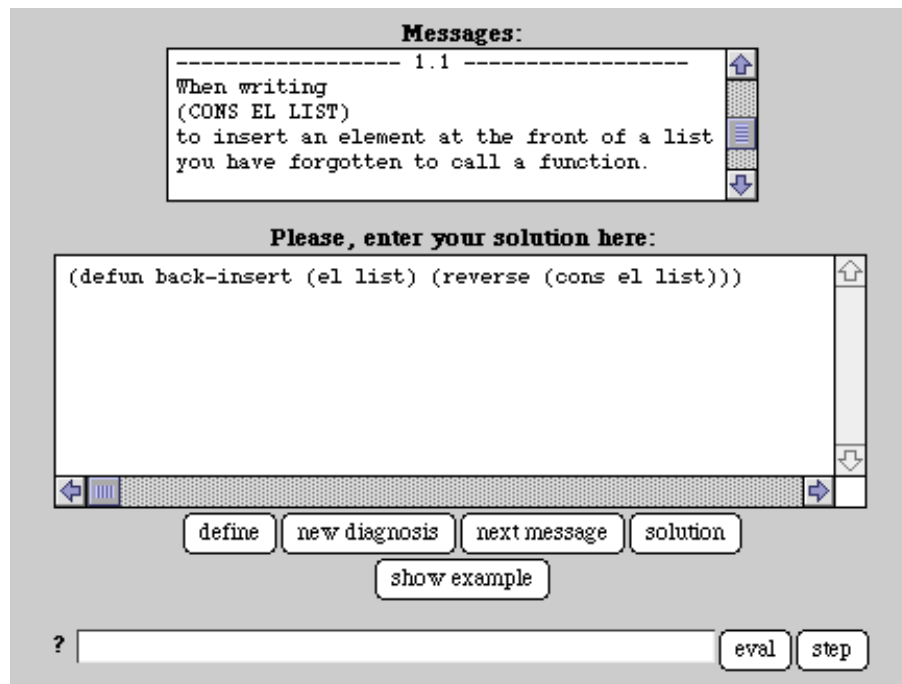 Messages:
------------------ 1.1 ------------------
When writing
(CONS EL LIST)
to insert an element at the front of a list
you have forgotten to call a function.
Please, enter your solution here:
(defun back-insert (el list) (reverse (cons el list)))
define new diagnosis next message solution
show example
? eval step